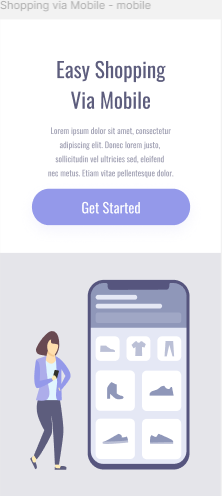 Shopping via Mobile - mobile
Easy Shopping
Via Mobile
Lorem ipsum dolor sit amet, consectetur
adipiscing elit. Donec lorem justo,
sollicitudin vel ultricies sed, eleifend
nec metus. Etiam vitae pellentesque dolor.
Get Started